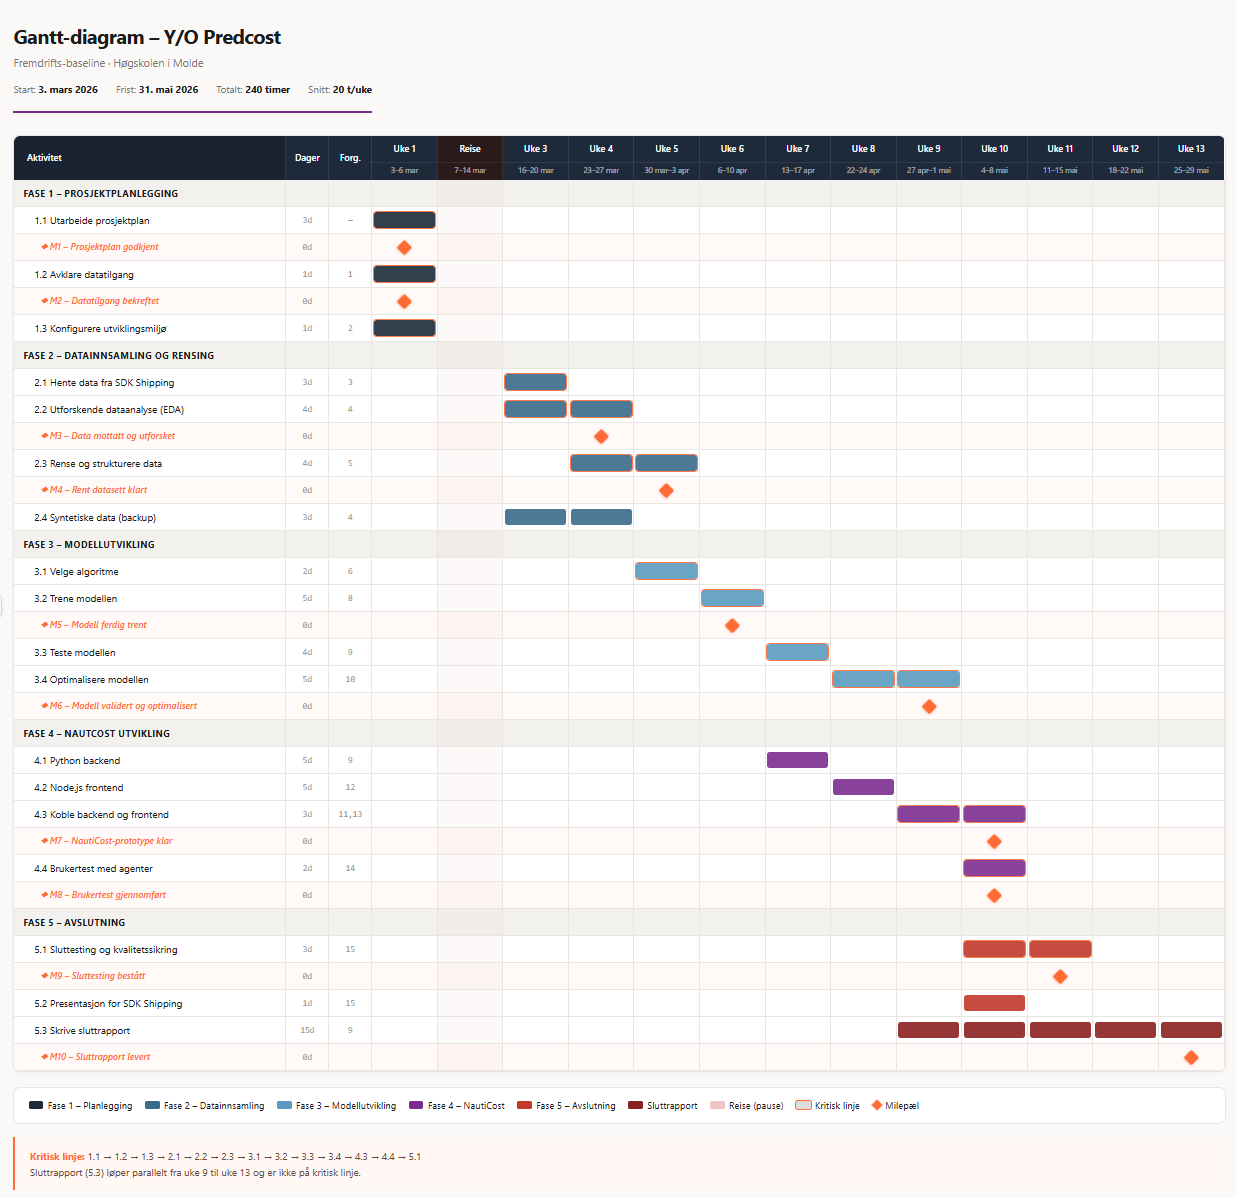 Gantt-diagram – Y/O Predcost
Fremdrifts-baseline · Høgskolen i Molde
Start: 3. mars 2026 Frist: 31. mai 2026 Totalt: 240 timer Snitt: 20 t/uke
Aktivitet Dager Forg. Uke 1 Reise Uke 3 Uke 4 Uke 5 Uke 6 Uke 7 Uke 8 Uke 9 Uke 10 Uke 11 Uke 12 Uke 13
3–6 mar 7–14 mar 16–20 mar 23–27 mar 30 mar–3 apr 6–10 apr 13–17 apr 22–24 apr 27 apr–1 mai 4–8 mai 11–15 mai 18–22 mai 25–29 mai
FASE 1 – PROSJEKTPLANLEGGING
1.1 Utarbeide prosjektplan 3d –
◆ M1 – Prosjektplan godkjent 0d
1.2 Avklare datatilgang 1d 1
◆ M2 – Datatilgang bekreftet 0d
1.3 Konfigurere utviklingsmiljø 1d 2
FASE 2 – DATAINNSAMLING OG RENSING
2.1 Hente data fra SDK Shipping 3d 3
2.2 Utforskende dataanalyse (EDA) 4d 4
◆ M3 – Data mottatt og utforsket 0d
2.3 Rense og strukturere data 4d 5
◆ M4 – Rent datasett klart 0d
2.4 Syntetiske data (backup) 3d 4
FASE 3 – MODELLUTVIKLING
3.1 Velge algoritme 2d 6
3.2 Trene modellen 5d 8
◆ M5 – Modell ferdig trent 0d
3.3 Teste modellen 4d 9
3.4 Optimalisere modellen 5d 10
◆ M6 – Modell validert og optimalisert 0d
FASE 4 – NAUTCOST UTVIKLING
4.1 Python backend 5d 9
4.2 Node.js frontend 5d 12
4.3 Koble backend og frontend 3d 11,13
◆ M7 – NautiCost-prototype klar 0d
4.4 Brukertest med agenter 2d 14
◆ M8 – Brukertest gjennomført 0d
FASE 5 – AVSLUTNING
5.1 Sluttesting og kvalitetssikring 3d 15
◆ M9 – Sluttesting bestått 0d
5.2 Presentasjon for SDK Shipping 1d 15
5.3 Skrive sluttrapport 15d 9
◆ M10 – Sluttrapport levert 0d
Fase 1 – Planlegging Fase 2 – Datainnsamling Fase 3 – Modellutvikling Fase 4 – NautiCost Fase 5 – Avslutning Sluttrapport Reise (pause) Kritisk linje Milepæl
Kritisk linje: 1.1 → 1.2 → 1.3 → 2.1 → 2.2 → 2.3 → 3.1 → 3.2 → 3.3 → 3.4 → 4.3 → 4.4 → 5.1
Sluttrapport (5.3) løper parallelt fra uke 9 til uke 13 og er ikke på kritisk linje.